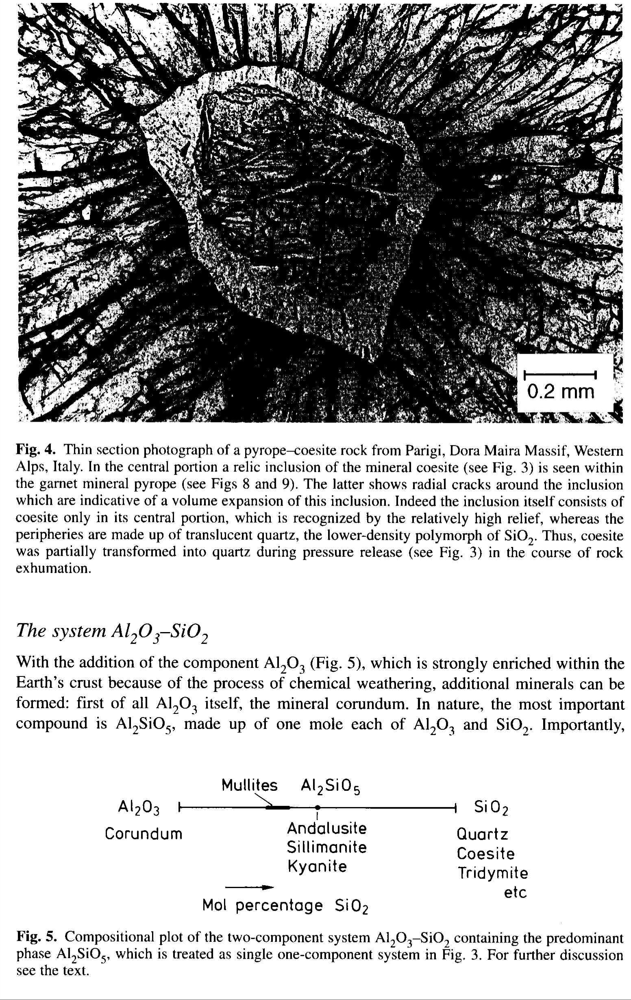 0.2 mm
Fig. 4. Thin section photograph of a pyrope–coesite rock from Parigi, Dora Maira Massif, Western
Alps, Italy. In the central portion a relic inclusion of the mineral coesite (see Fig. 3) is seen within
the garnet mineral pyrope (see Figs 8 and 9). The latter shows radial cracks around the inclusion
which are indicative of a volume expansion of this inclusion. Indeed the inclusion itself consists of
coesite only in its central portion, which is recognized by the relatively high relief, whereas the
peripheries are made up of translucent quartz, the lower-density polymorph of SiO₂. Thus, coesite
was partially transformed into quartz during pressure release (see Fig. 3) in the course of rock
exhumation.
The system Al₂O₃–SiO₂
With the addition of the component Al₂O₃ (Fig. 5), which is strongly enriched within the
Earth's crust because of the process of chemical weathering, additional minerals can be
formed: first of all Al₂O₃ itself, the mineral corundum. In nature, the most important
compound is Al₂SiO₅, made up of one mole each of Al₂O₃ and SiO₂. Importantly,
Mullites Al₂SiO₅
Al₂O₃ SiO₂
Corundum Andalusite Quartz
Sillimanite Coesite
Kyanite Tridymite
etc
Mol percentage SiO₂
Fig. 5. Compositional plot of the two-component system Al₂O₃–SiO₂ containing the predominant
phase Al₂SiO₅, which is treated as single one-component system in Fig. 3. For further discussion
see the text.